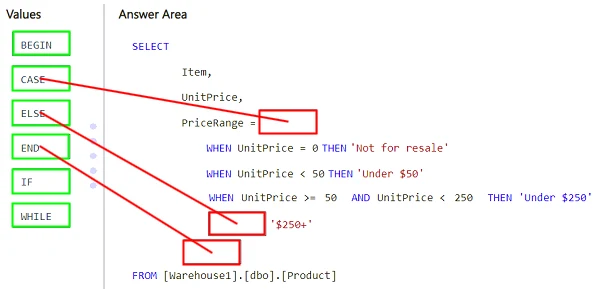 Values
Answer Area
BEGIN
SELECT
CASE
Item,
UnitPrice,
ELSE
PriceRange =
END
WHEN UnitPrice = 0 THEN 'Not for resale'
WHEN UnitPrice < 50 THEN 'Under $50'
IF
WHEN UnitPrice >= 50 AND UnitPrice < 250 THEN 'Under $250'
WHILE
'$250+'
FROM [Warehouse1].[dbo].[Product]